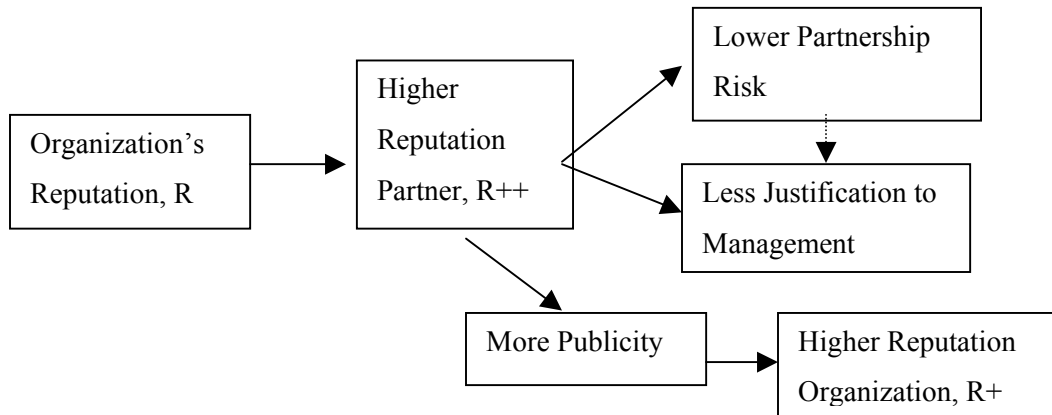 Organization’s
Reputation, R
Higher
Reputation
Partner, R++
Lower Partnership
Risk
Less Justification to
Management
More Publicity
Higher Reputation
Organization, R+